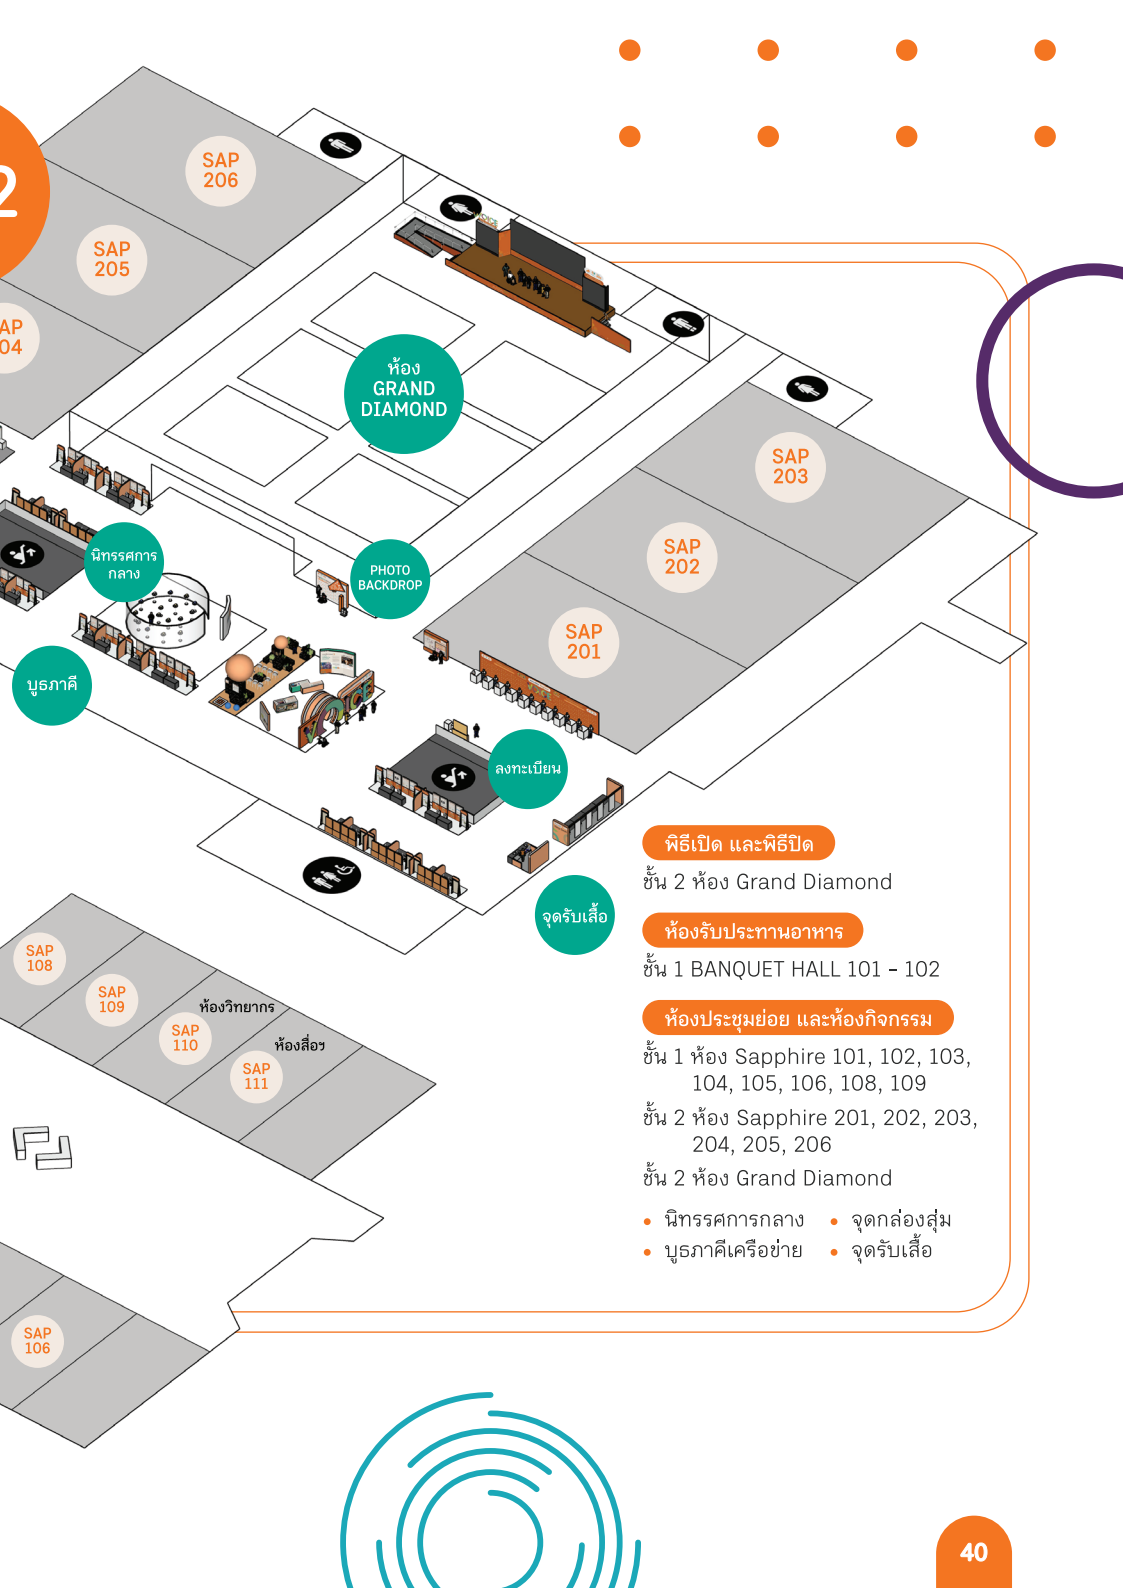 2
SAP
206
SAP
205
AP
04
ห้อง
GRAND
DIAMOND
SAP
203
SAP
202
SAP
201
นิทรรศการ
กลาง
PHOTO
BACKDROP
บูธภาคี
ลงทะเบียน
จุดรับเสื้อ
SAP
108
SAP
109
ห้องวิทยากร
SAP
110
ห้องสื่อฯ
SAP
111
SAP
106
พิธีเปิด และพิธีปิด
ชั้น 2 ห้อง Grand Diamond
ห้องรับประทานอาหาร
ชั้น 1 BANQUET HALL 101 - 102
ห้องประชุมย่อย และห้องกิจกรรม
ชั้น 1 ห้อง Sapphire 101, 102, 103,
104, 105, 106, 108, 109
ชั้น 2 ห้อง Sapphire 201, 202, 203,
204, 205, 206
ชั้น 2 ห้อง Grand Diamond
• นิทรรศการกลาง • จุดกล่องสุ่ม
• บูธภาคีเครือข่าย • จุดรับเสื้อ
40